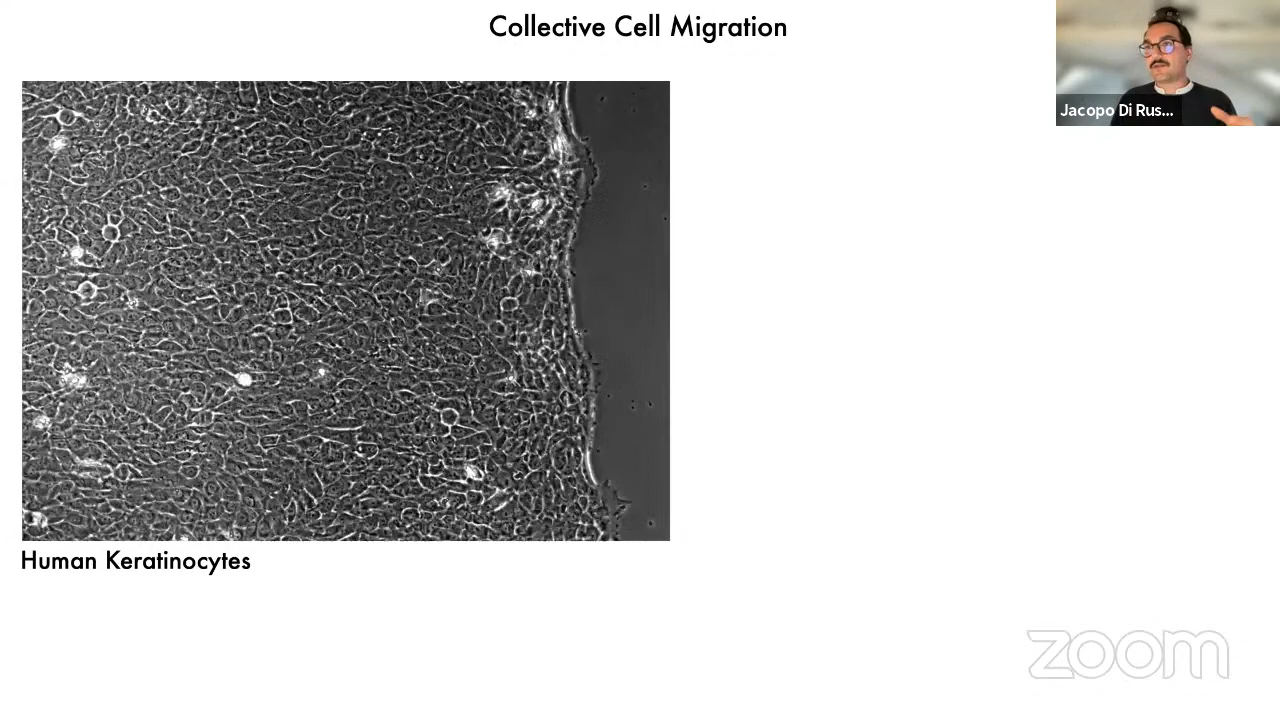 Collective Cell Migration
Jacopo Di Rus...
Human Keratinocytes
zoom